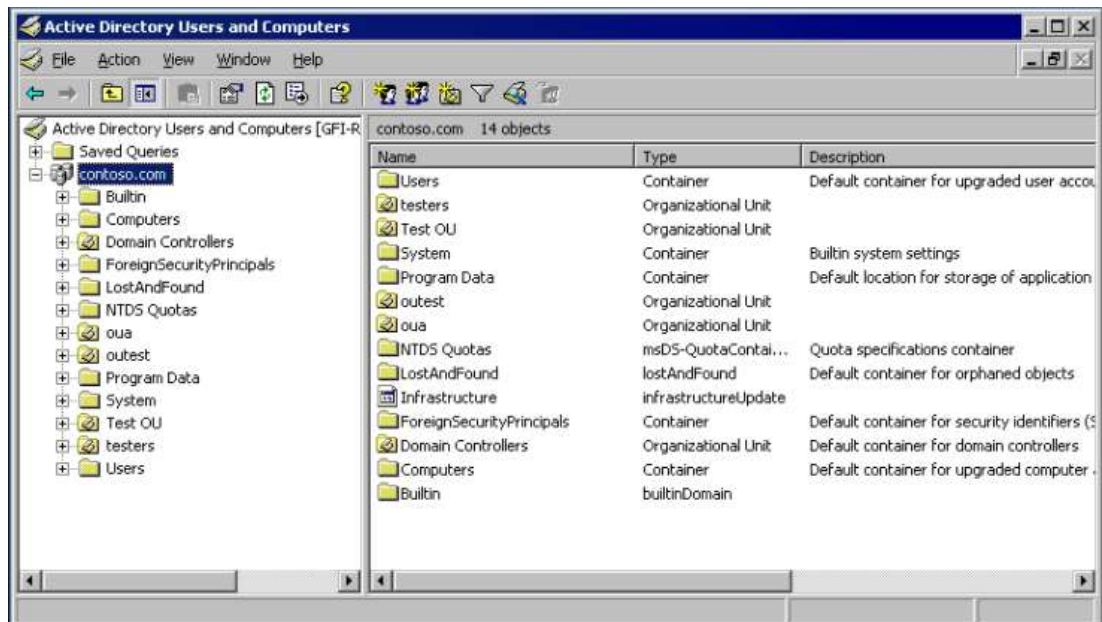 Active Directory Users and Computers
File Action View Window Help
Active Directory Users and Computers [GFI-R
Saved Queries
contoso.com
Builtin
Computers
Domain Controllers
ForeignSecurityPrincipals
LostAndFound
NTDS Quotas
oua
outest
Program Data
System
Test OU
testers
Users
contoso.com 14 objects
Name Type Description
Users Container Default container for upgraded user accou
testers Organizational Unit
Test OU Organizational Unit
System Container Builtin system settings
Program Data Container Default location for storage of application
outest Organizational Unit
oua Organizational Unit
NTDS Quotas msDS-QuotaContai... Quota specifications container
LostAndFound lostAndFound Default container for orphaned objects
Infrastructure infrastructureUpdate
ForeignSecurityPrincipals Container Default container for security identifiers (S
Domain Controllers Organizational Unit Default container for domain controllers
Computers Container Default container for upgraded computer
Builtin builtinDomain